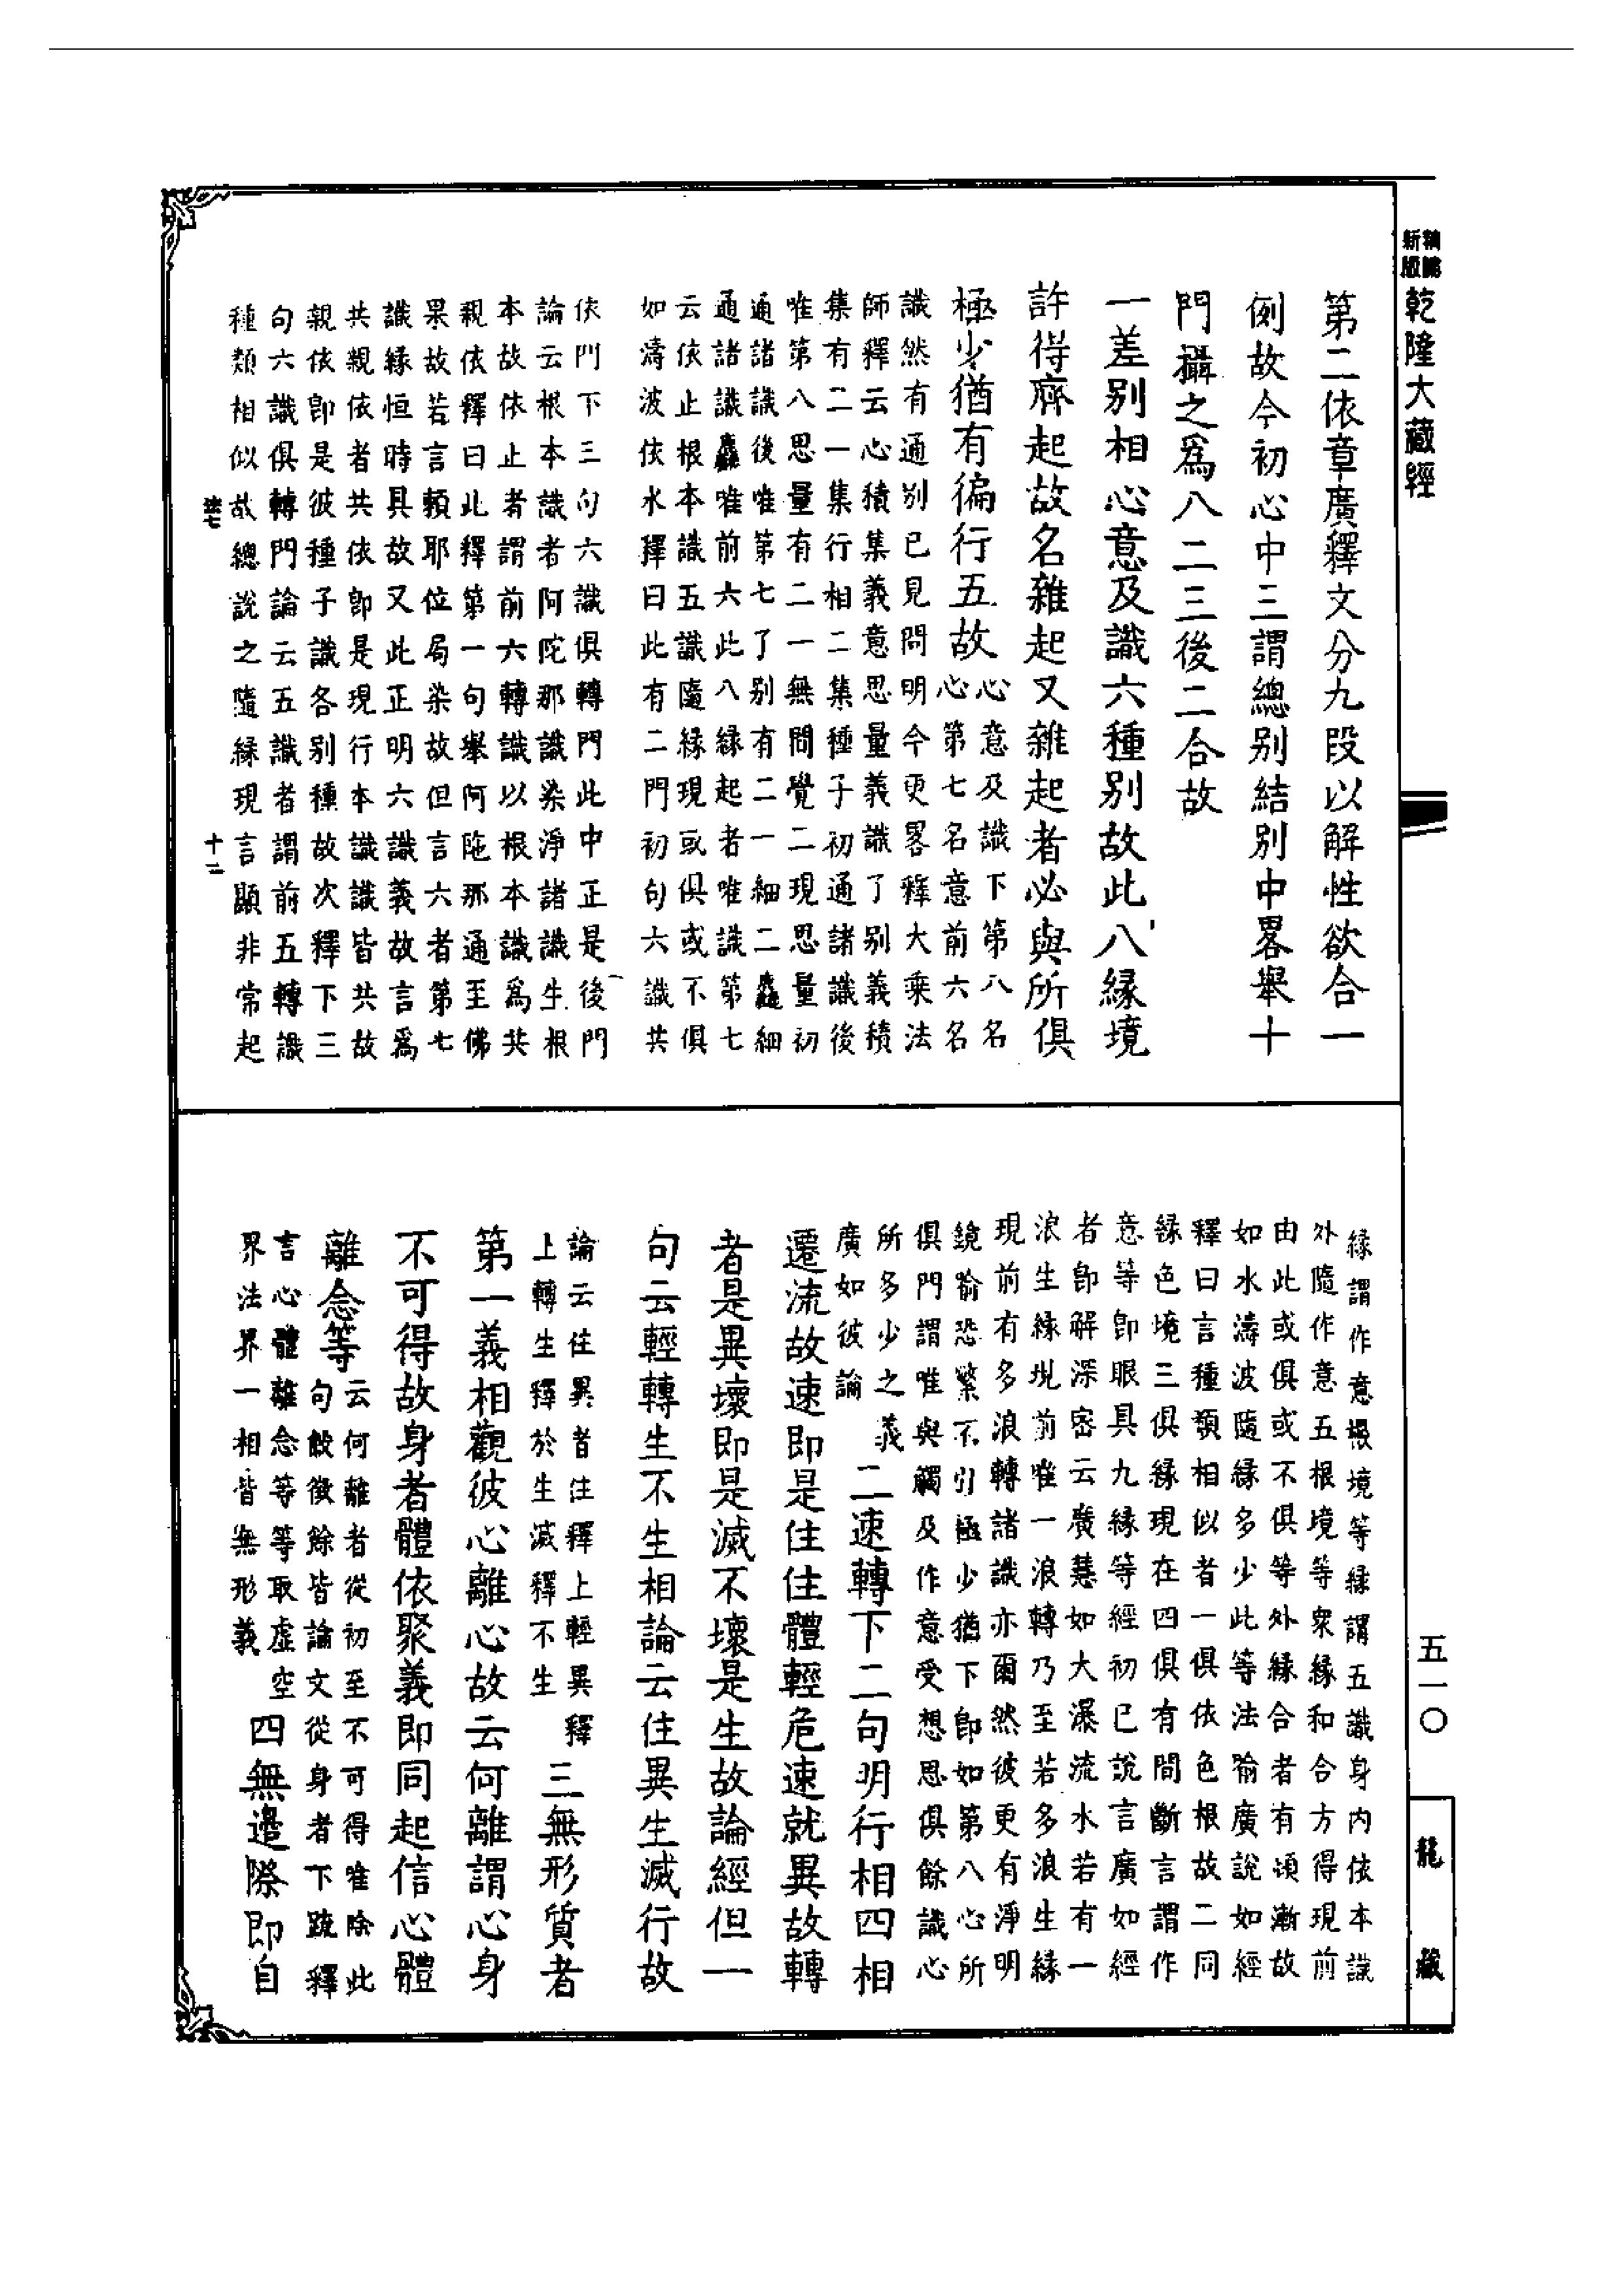 精縮新版
乾隆大藏經
第二依章廣釋文分九段以解性欲合一
例故今初心中三謂總別結別中畧舉十
門攝之爲八二三後二合故
一差別相心意及識六種別故此八緣境
許得齊起故名雜起又雜起者必與所俱
極少猶有徧行五故
心意及識下第八名
心第七名意前六名
識然有通別已見問明今更畧釋大乘法
師釋云心積集義意思量義識了別義積
集有二一集行相二集種子初通諸識後
唯第八思量有二一無間覺二現思量初
通諸識後唯第七了別有二一細二麤細
通諸識麤唯前六此八緣起者唯識第七
云依止根本識五識隨緣現或俱或不俱
如濤波依水釋曰此有二門初句六識共
依門下三句六識俱轉門此中正是後門
論云根本識者阿陀那識染淨諸識生根
本故依止者謂前六轉識以根本識爲共
親依釋曰此釋第一句舉阿陁那通至佛
果故若言賴耶位局染故但言六者第七
識緣恒時具故又此正明六識義故言爲
共親依者共依即是現行本識識皆共故
親依即是彼種子識各別種故次釋下三
句六識俱轉門論云五識者謂前五轉識
種類相似故總說之隨緣現言顯非常起
緣謂作意根境等緣謂五識身內依本識
外隨作意五根境等衆緣和合方得現前
由此或俱或不俱等外緣合者有頓漸故
如水濤波隨緣多少此等法喻廣說如經
釋曰言種類相似者一俱依色根故二同
緣色境三俱緣現在四俱有間斷言謂作
意等即眼具九緣等經初已說言廣如經
者即解深密云廣慧如大瀑流水若有一
浪生緣現前唯一浪轉乃至若多浪生緣
現前有多浪轉諸識亦爾然彼更有淨明
鏡喻恐繁不引極少猶下即如第八心所
俱門謂唯與觸及作意受想思俱餘識心
所多少之義
廣如彼論
二速轉下二句明行相四相
遷流故速即是住住體輕危速就異故轉
者是異壞即是滅不壞是生故論經但一
句云輕轉生不生相論云住異生滅行故
論云住異者住釋上輕異釋
上轉生釋於生滅釋不生
三無形質者
第一義相觀彼心離心故云何離謂心身
不可得故身者體依聚義即同起信心體
離念等
云何離者從初至不可得唯除此
句餘徵餘皆論文從身者下疏釋
言心體離念等等取虛空
界法界一相皆無形義
四無邊際即自
五一〇
龍藏
十二